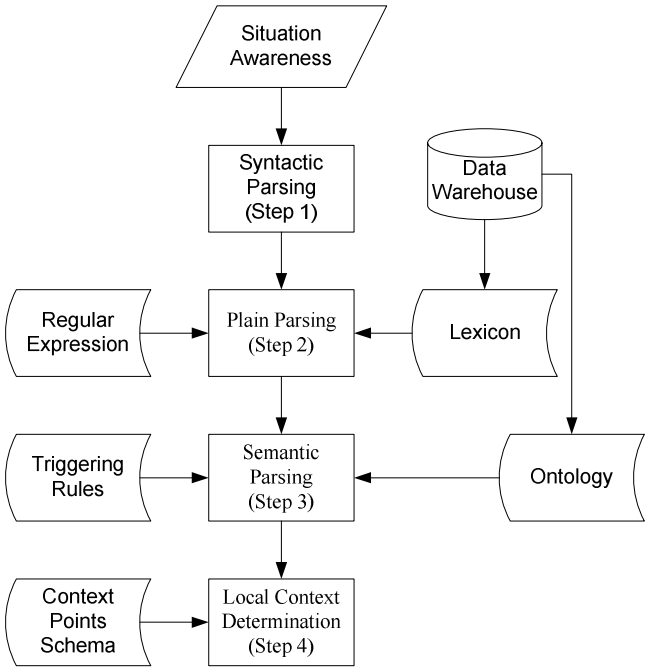 Situation
Awareness
Syntactic
Parsing
(Step 1)
Data
Warehouse
Regular
Expression
Plain Parsing
(Step 2)
Lexicon
Triggering
Rules
Semantic
Parsing
(Step 3)
Ontology
Context
Points
Schema
Local Context
Determination
(Step 4)